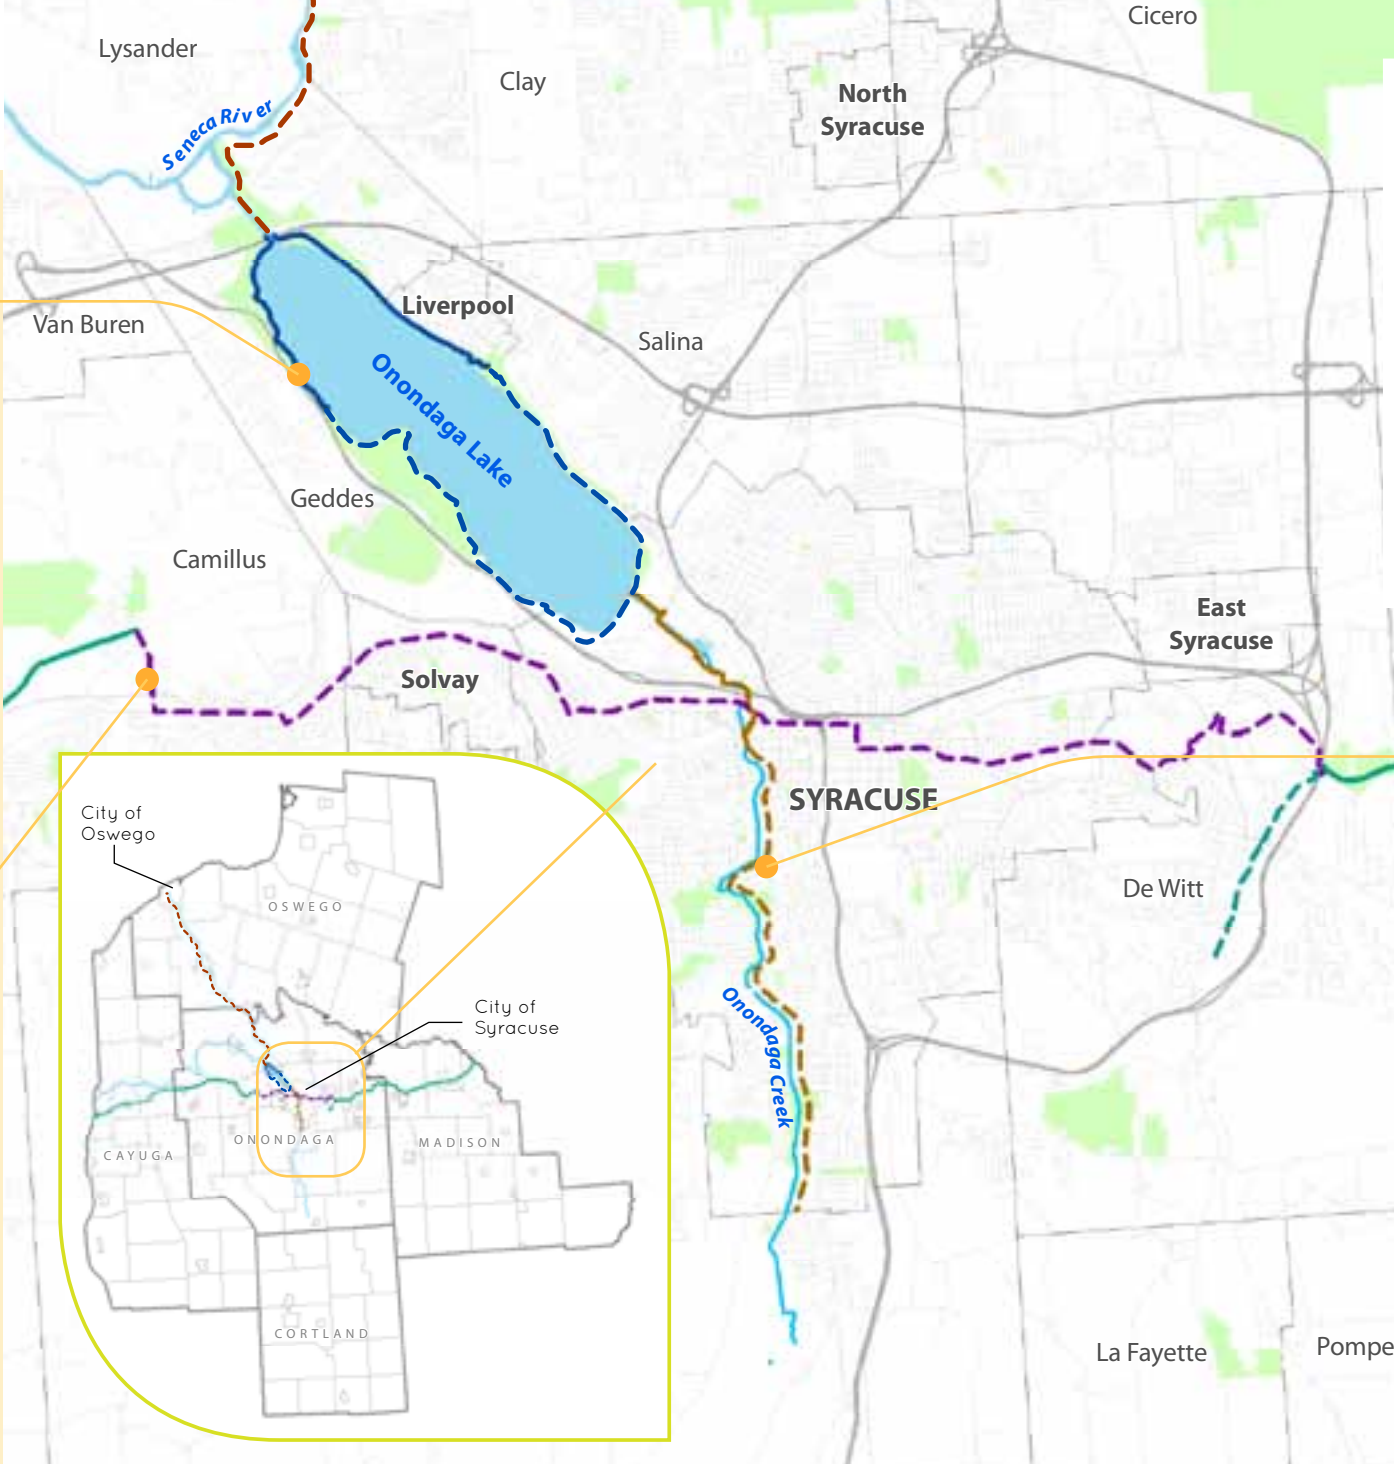 Cicero
Lysander
Clay
North
Syracuse
Seneca River
Liverpool
Van Buren
Salina
Onondaga Lake
Geddes
Camillus
East
Syracuse
Solvay
SYRACUSE
City of
Oswego
De Witt
OSWEGO
Onondaga Creek
City of
Syracuse
ONONDAGA
MADISON
CAYUGA
CORTLAND
La Fayette
Pompe